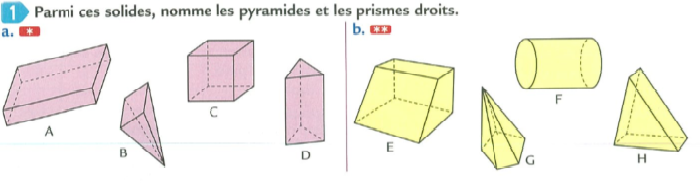 1 Parmi ces solides, nomme les pyramides et les prismes droits.
a. * b. **
A B C D E F G H